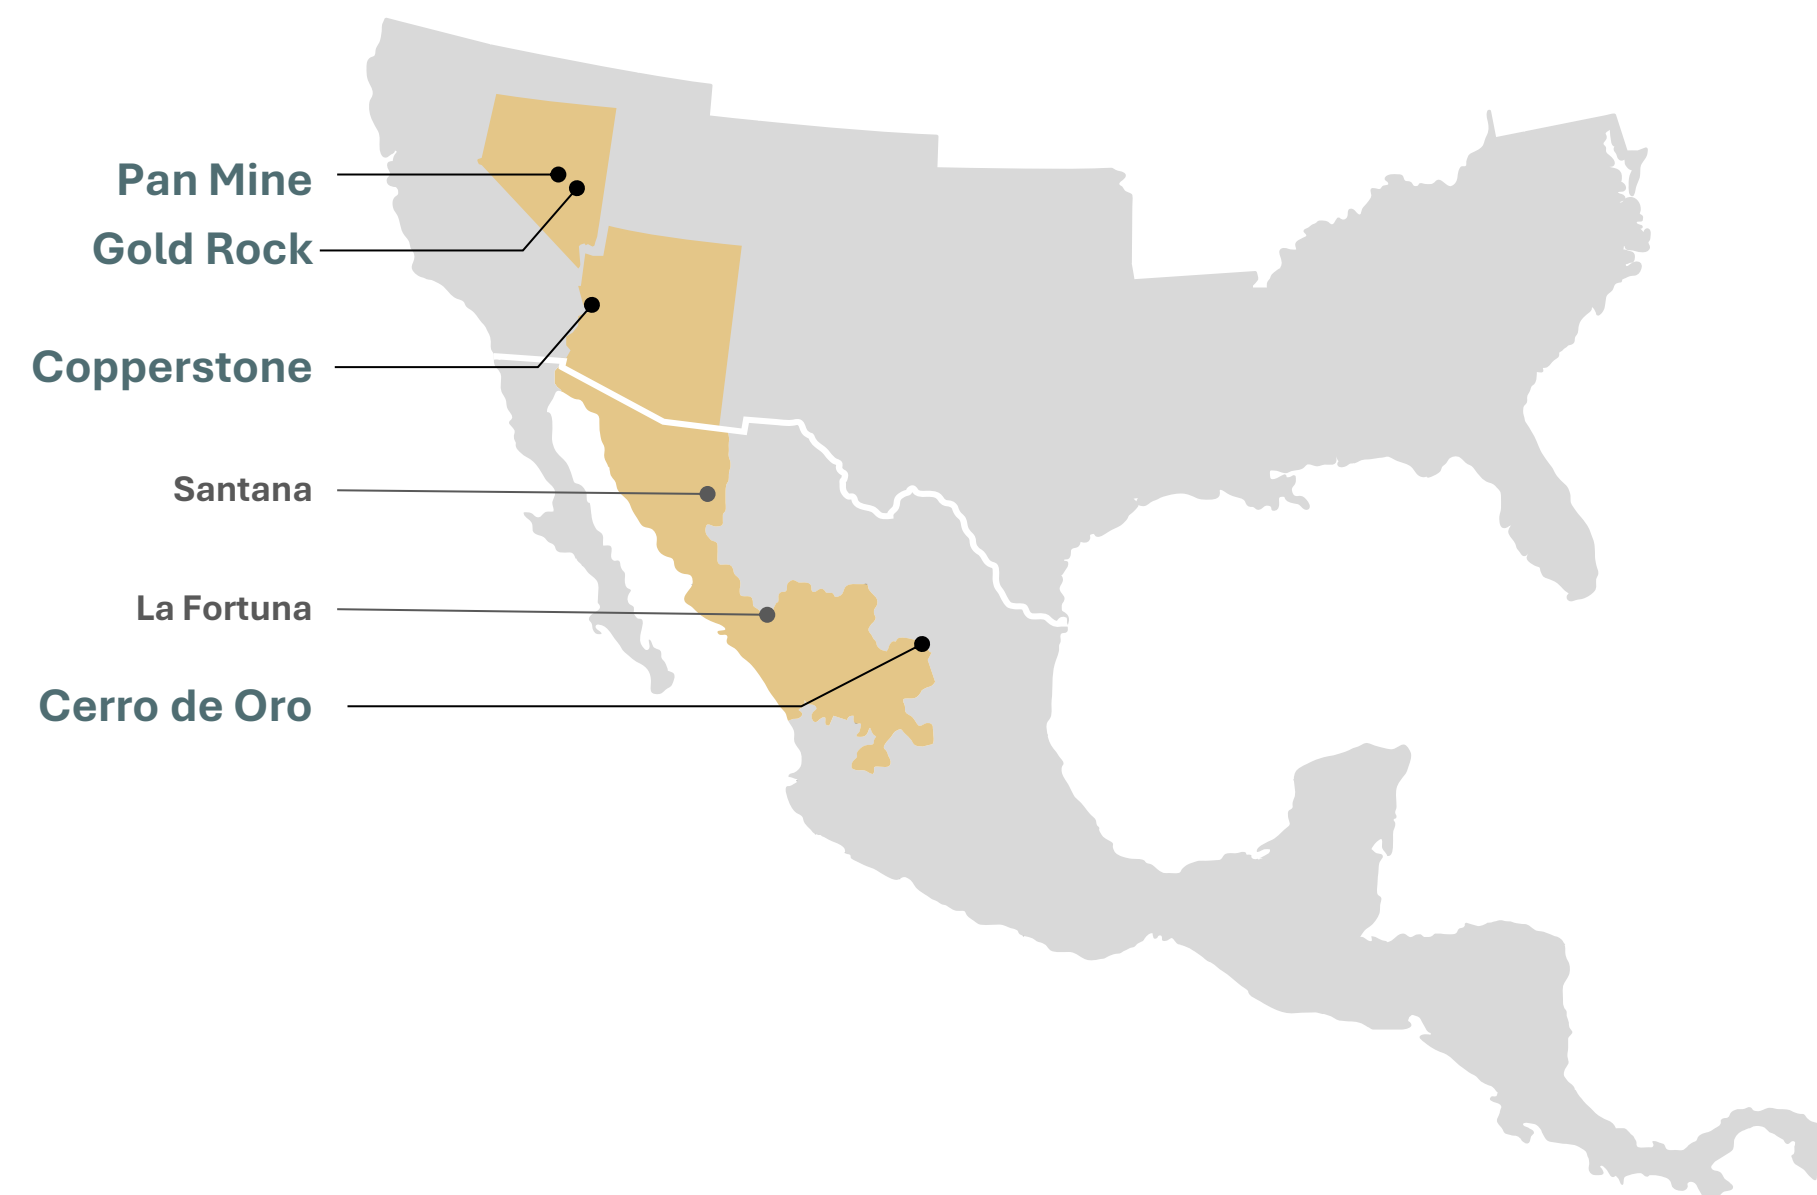 Pan Mine
Gold Rock
Copperstone
Santana
La Fortuna
Cerro de Oro